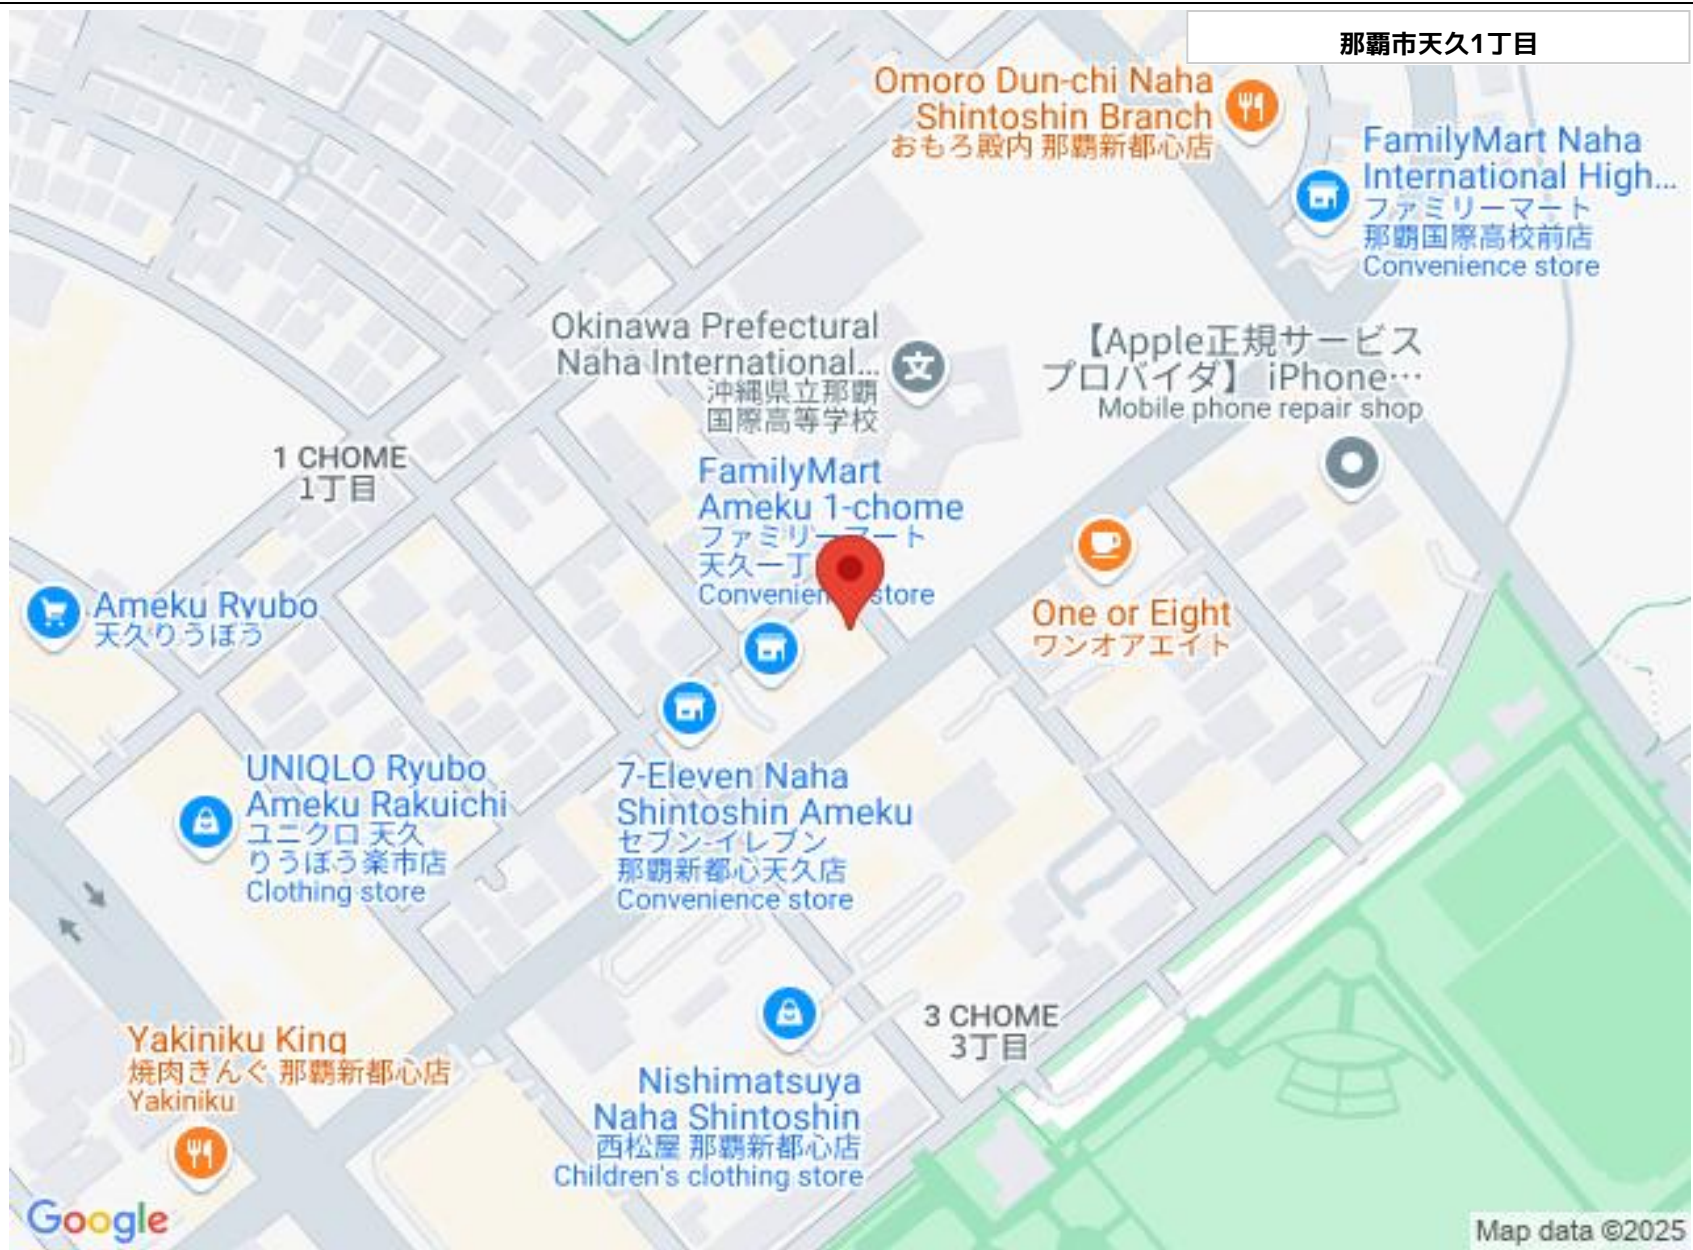 那覇市天久1丁目
Omoro Dun-chi Naha
Shintoshin Branch
おもろ殿内 那覇新都心店
FamilyMart Naha
International High...
ファミリーマート
那覇国際高校前店
Convenience store
Okinawa Prefectural
Naha International...
沖縄県立那覇
国際高等学校
文
【Apple正規サービス
プロバイダ】 iPhone…
Mobile phone repair shop
1 CHOME
1丁目
FamilyMart
Ameku 1-chome
ファミリーマート
天久一丁
Convenien store
One or Eight
ワンオアエイト
Ameku Ryubo
天久りうぼう
UNIQLO Ryubo
Ameku Rakuichi
ユニクロ 天久
りうぼう楽市店
Clothing store
7-Eleven Naha
Shintoshin Ameku
セブン-イレブン
那覇新都心天久店
Convenience store
3 CHOME
3丁目
Yakiniku King
焼肉きんぐ 那覇新都心店
Yakiniku
Nishimatsuya
Naha Shintoshin
西松屋 那覇新都心店
Children's clothing store
Google
Map data ©2025